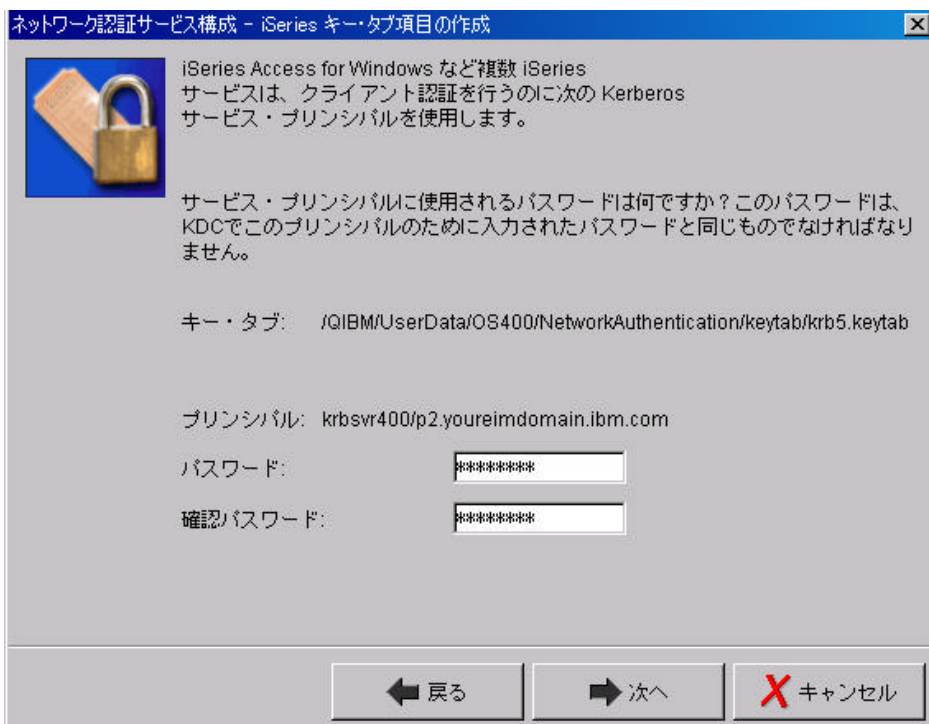 ネットワーク認証サービス構成 - iSeries キー・タブ項目の作成
iSeries Access for Windows など複数 iSeries
サービスは、クライアント認証を行うのに次の Kerberos
サービス・プリンシパルを使用します。
サービス・プリンシパルに使用されるパスワードは何ですか？このパスワードは、
KDCでこのプリンシパルのために入力されたパスワードと同じものでなければなり
ません。
キー・タブ: /QIBM/UserData/OS400/NetworkAuthentication/keytab/krb5.keytab
プリンシパル: krbsvr400/p2.youreimdomain.ibm.com
パスワード: ********
確認パスワード: ********
戻る 次へ キャンセル